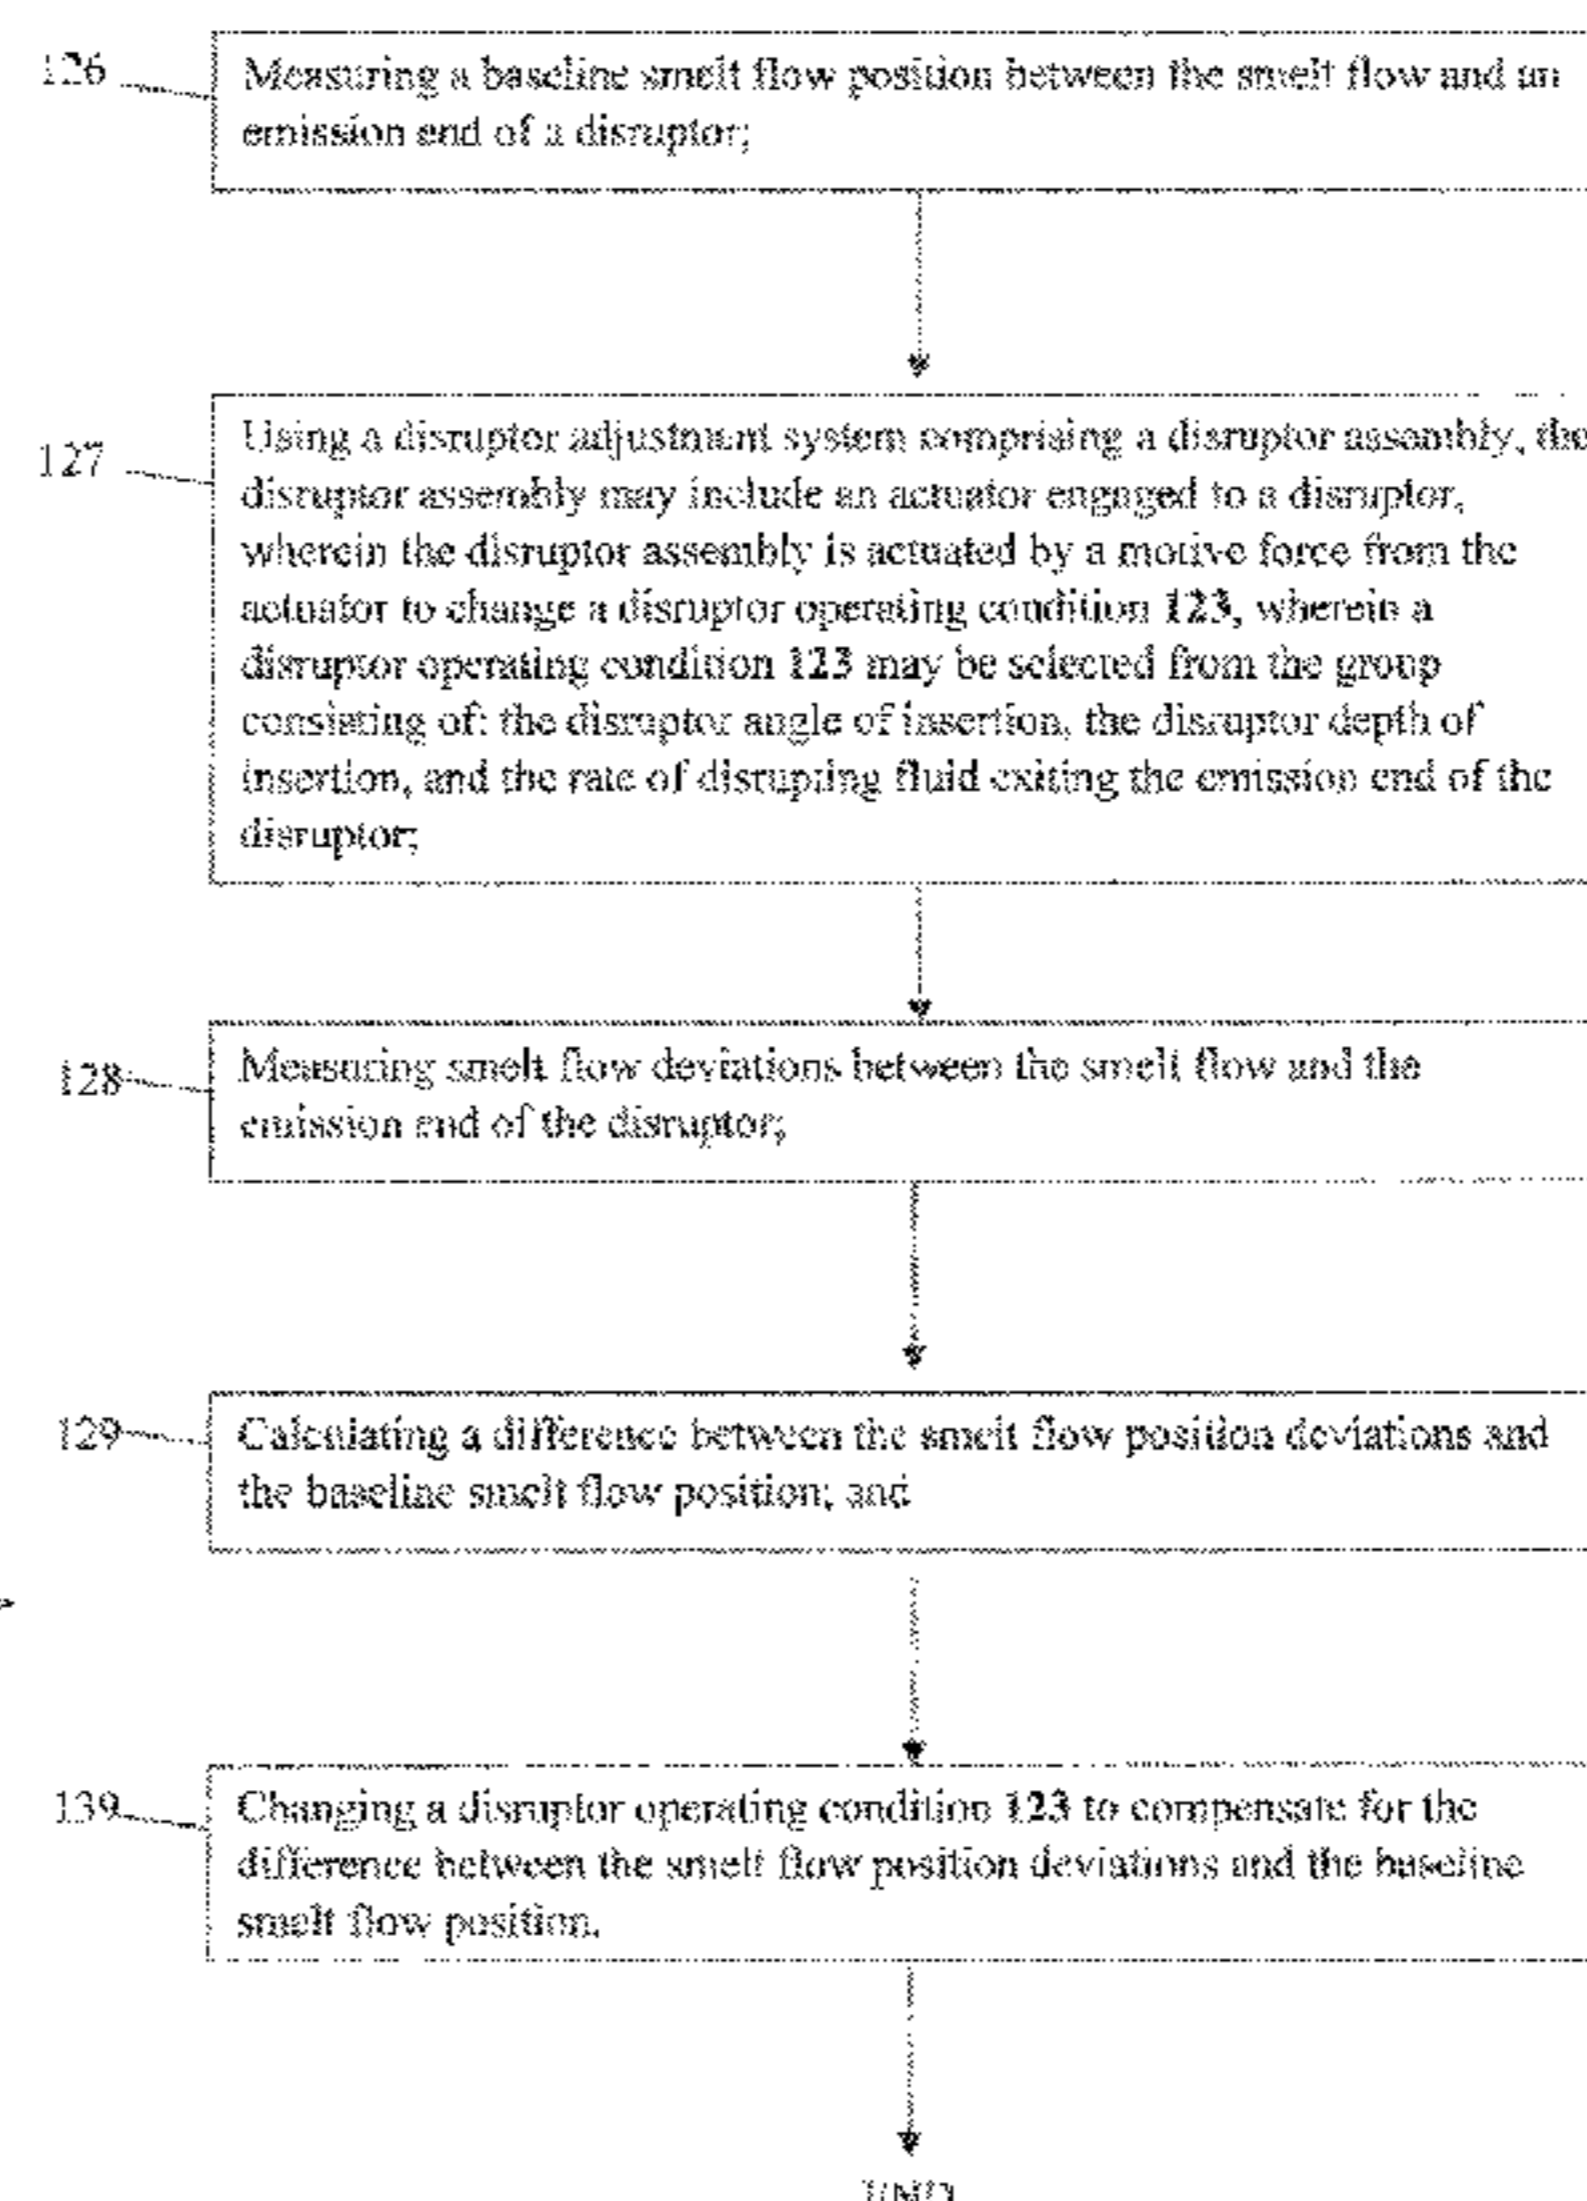 126
Measuring a baseline smelt flow position between the smelt flow and an
emission end of a disruptor;
127
Using a disruptor adjustment system comprising a disruptor assembly, the
disruptor assembly may include an actuator engaged to a disruptor,
wherein the disruptor assembly is actuated by a motive force from the
actuator to change a disruptor operating condition 123, wherein a
disruptor operating condition 123 may be selected from the group
consisting of: the disruptor angle of insertion, the disruptor depth of
insertion, and the rate of disrupting fluid exiting the emission end of the
disruptor;
128
Measuring smelt flow deviations between the smelt flow and the
emission end of the disruptor;
129
Calculating a difference between the smelt flow position deviations and
the baseline smelt flow position; and
139
Changing a disruptor operating condition 123 to compensate for the
difference between the smelt flow position deviations and the baseline
smelt flow position.